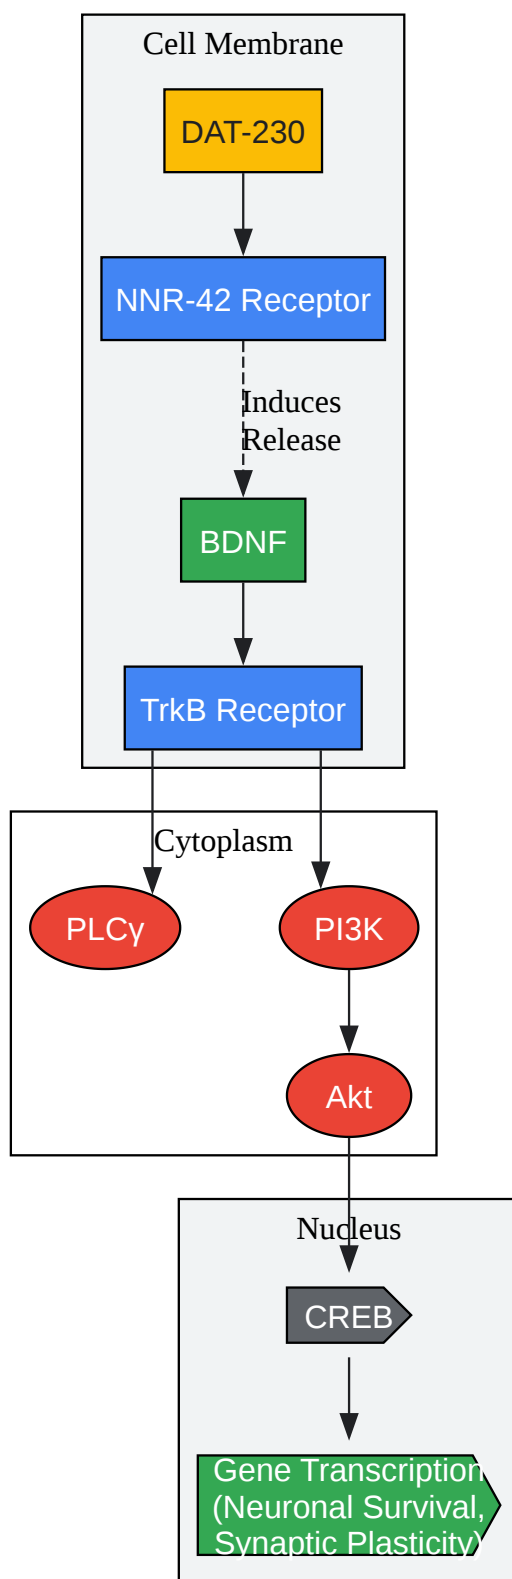 Cell Membrane
DAT-230
NNR-42 Receptor
Induces
Release
BDNF
TrkB Receptor
Cytoplasm
PLCγ
PI3K
Akt
Nucleus
CREB
Gene Transcription
(Neuronal Survival,
Synaptic Plasticity)